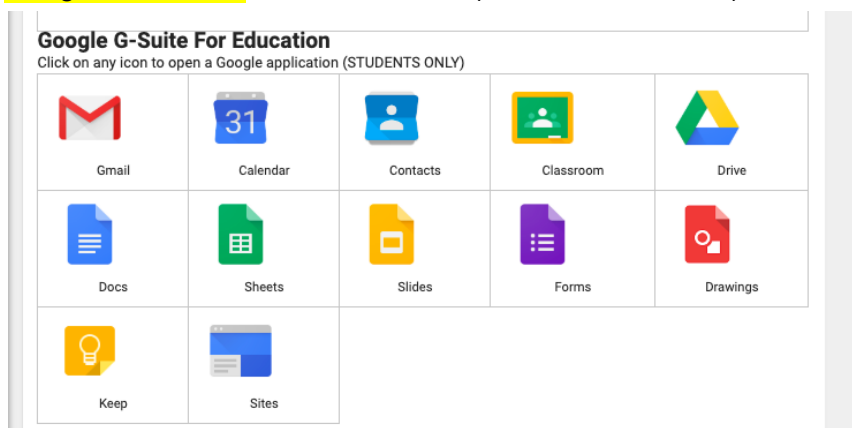 Google G-Suite For Education
Click on any icon to open a Google application (STUDENTS ONLY)
31
Gmail Calendar Contacts Classroom Drive
Docs Sheets Slides Forms Drawings
Keep Sites